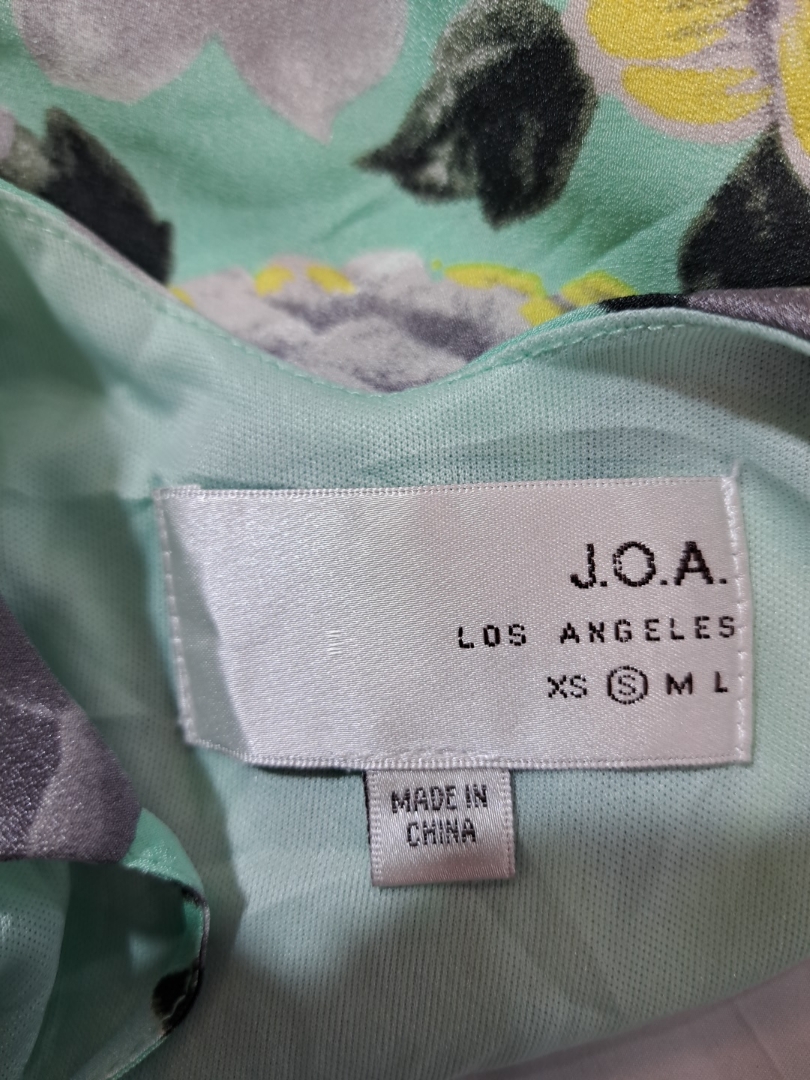 J.O.A.
LOS ANGELES
XS Ⓢ M L
MADE IN
CHINA